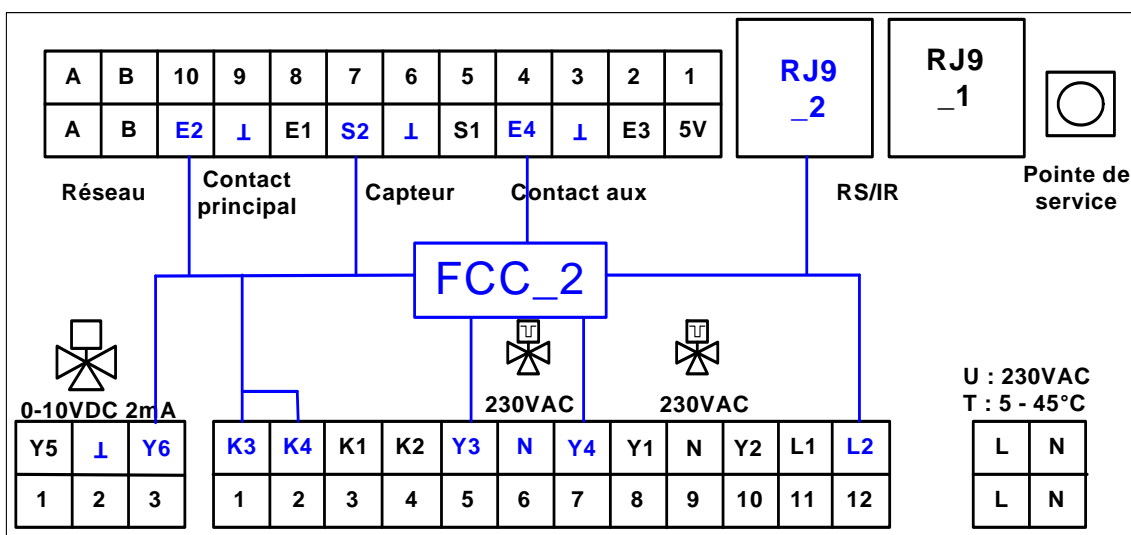 A B 10 9 8 7 6 5 4 3 2 1
A B E2 ⊥ E1 S2 ⊥ S1 E4 ⊥ E3 5V
RJ9
_2
RJ9
_1
Réseau
Contact
principal
Capteur
Contact aux
RS/IR
Pointe de
service
FCC_2
0-10VDC 2mA
230VAC
230VAC
U : 230VAC
T : 5 - 45°C
Y5 ⊥ Y6
1 2 3
K3 K4 K1 K2 Y3 N Y4 Y1 N Y2 L1 L2
1 2 3 4 5 6 7 8 9 10 11 12
L N
L N